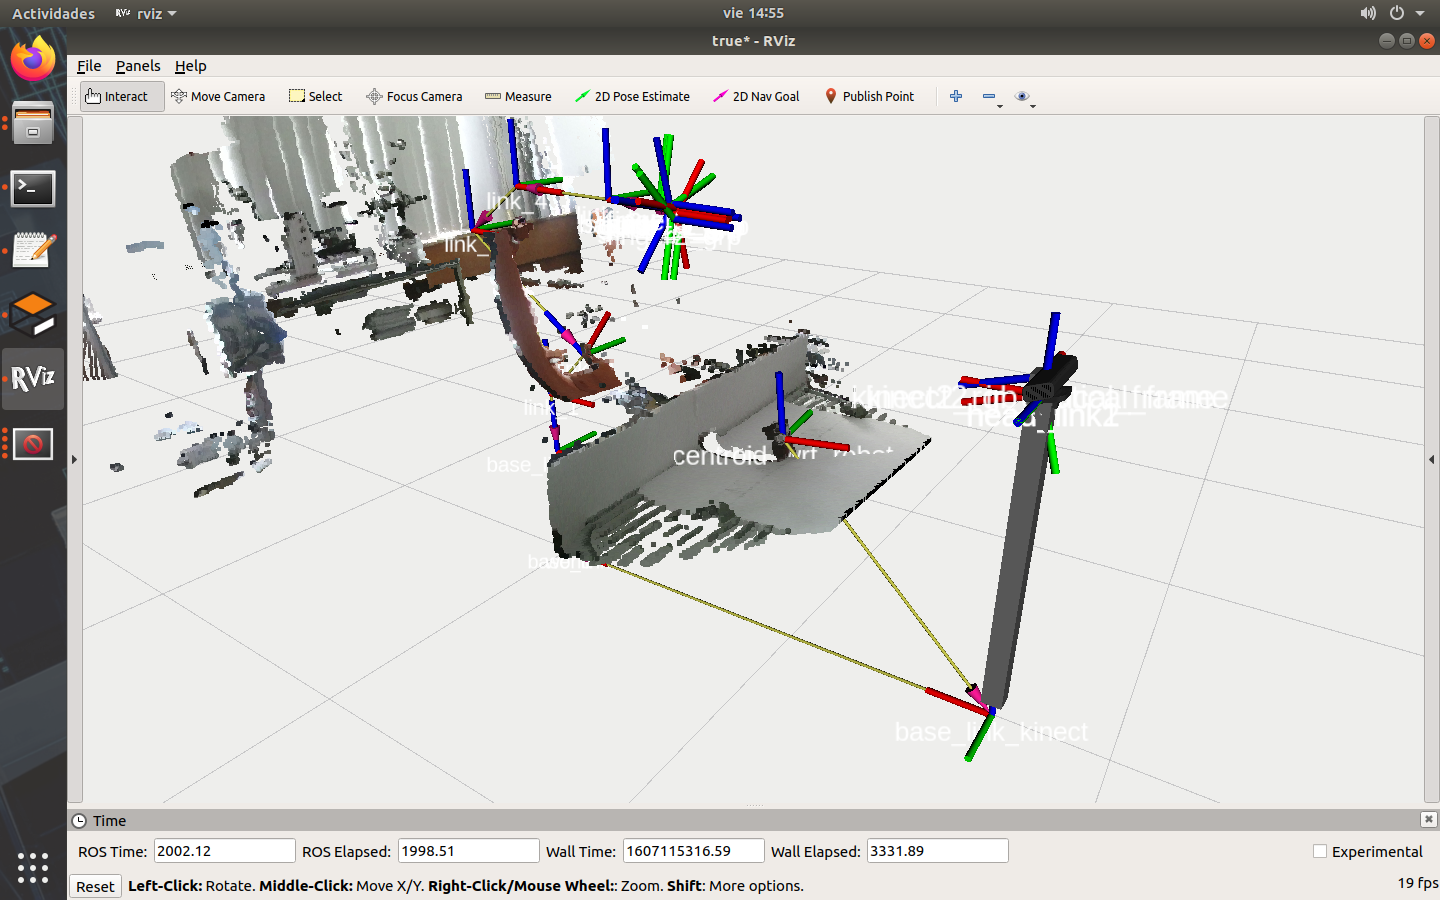 Actividades
RViz rviz
vie 14:55
true* - RViz
File Panels Help
Interact Move Camera Select Focus Camera Measure 2D Pose Estimate 2D Nav Goal Publish Point
RViz
link_4
link_
base_
base_link_kinect
head_link2
centroid
Time
ROS Time: 2002.12 ROS Elapsed: 1998.51 Wall Time: 1607115316.59 Wall Elapsed: 3331.89 Experimental
Reset Left-Click: Rotate. Middle-Click: Move X/Y. Right-Click/Mouse Wheel:: Zoom. Shift: More options. 19 fps